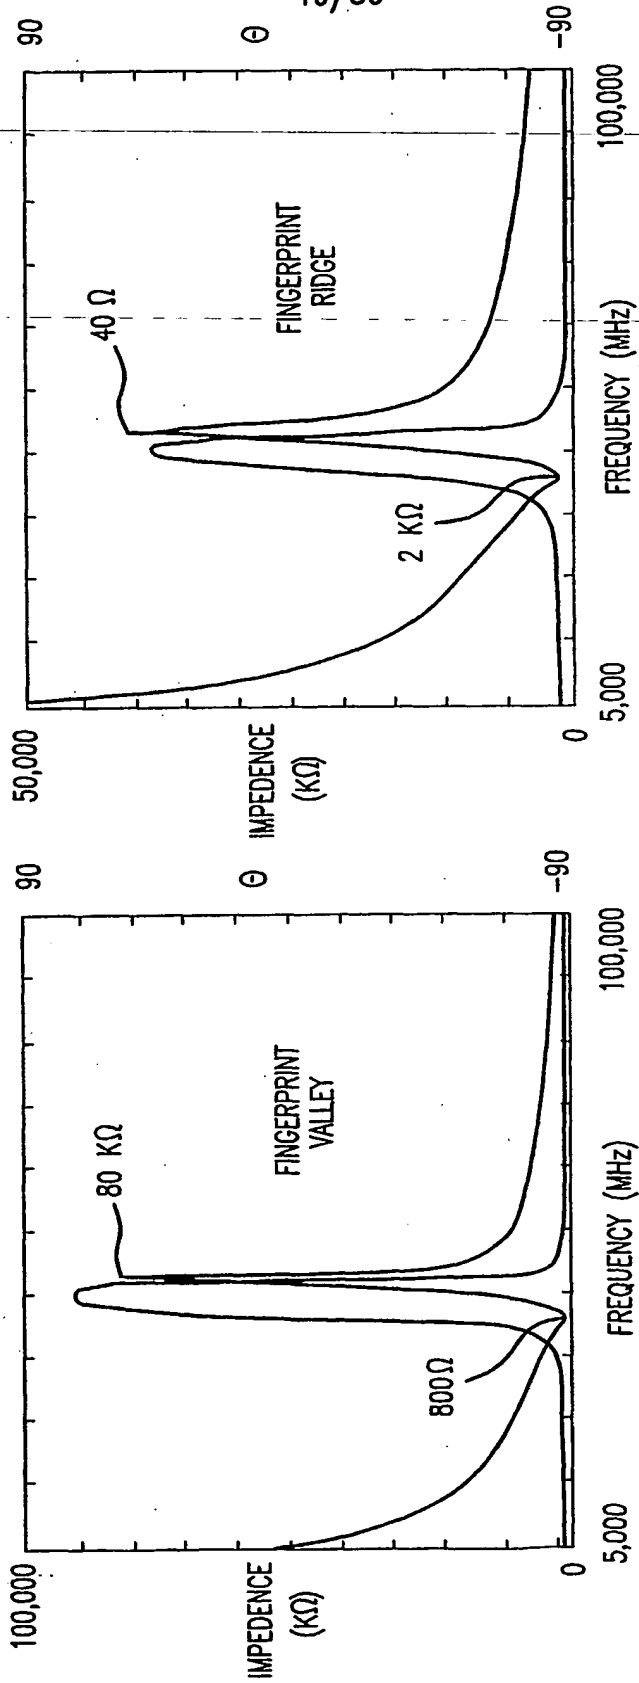 100,000
IMPEDENCE
(KΩ)
0
5,000
800Ω
80 KΩ
FINGERPRINT
VALLEY
FREQUENCY (MHz)
100,000
90
Θ
-90
50,000
IMPEDENCE
(KΩ)
0
5,000
2 KΩ
40 Ω
FINGERPRINT
RIDGE
FREQUENCY (MHz)
100,000
90
Θ
-90